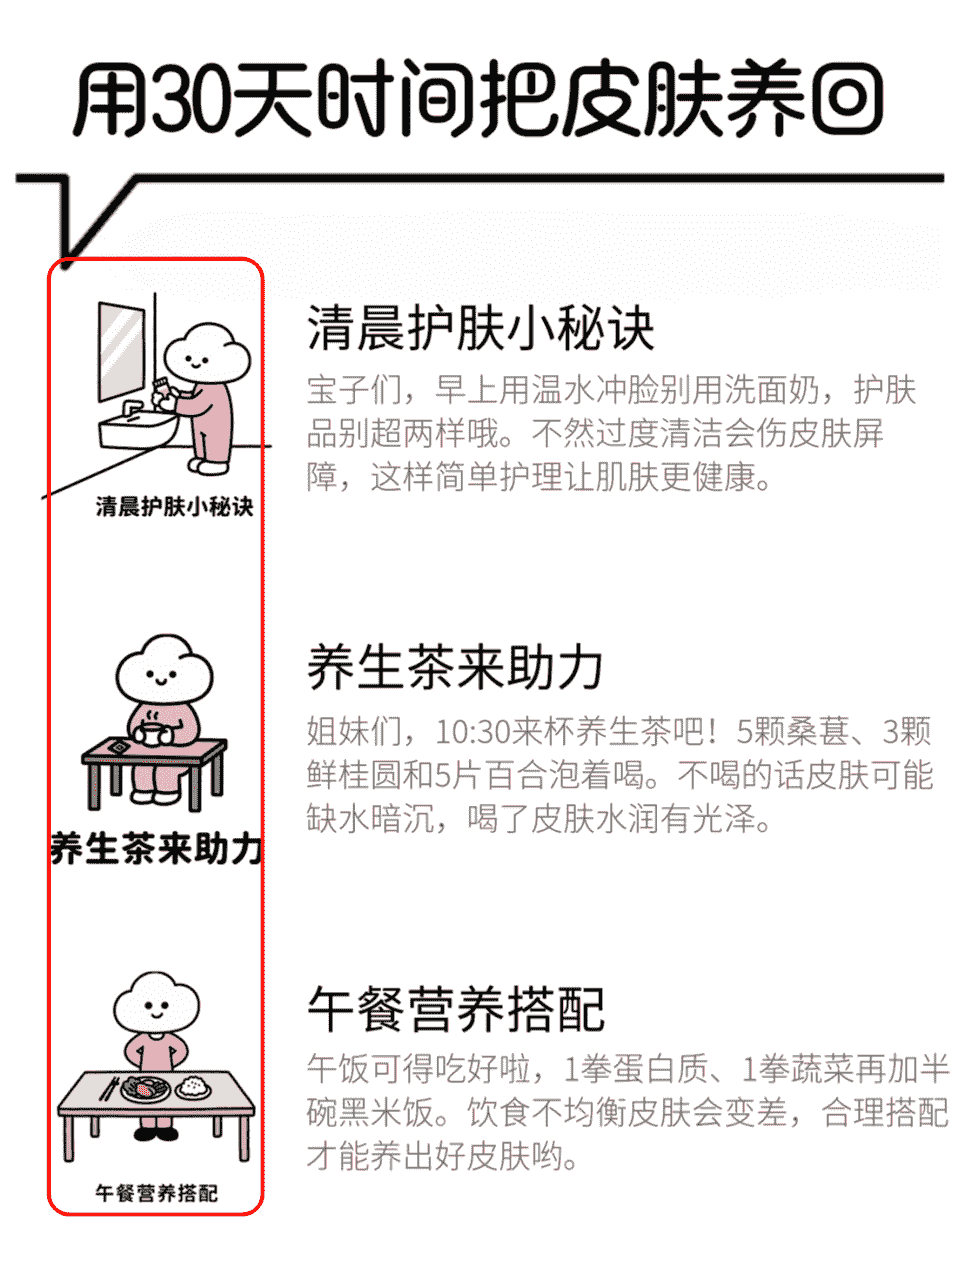 用30天时间把皮肤养回
清晨护肤小秘诀
宝子们，早上用温水冲脸别用洗面奶，护肤
品别超两样哦。不然过度清洁会伤皮肤屏
障，这样简单护理让肌肤更健康。
清晨护肤小秘诀
养生茶来助力
姐妹们，10:30来杯养生茶吧！5颗桑葚、3颗
鲜桂圆和5片百合泡着喝。不喝的话皮肤可能
缺水暗沉，喝了皮肤水润有光泽。
养生茶来助力
午餐营养搭配
午饭可得吃好啦，1拳蛋白质、1拳蔬菜再加半
碗黑米饭。饮食不均衡皮肤会变差，合理搭配
才能养出好皮肤哟。
午餐营养搭配